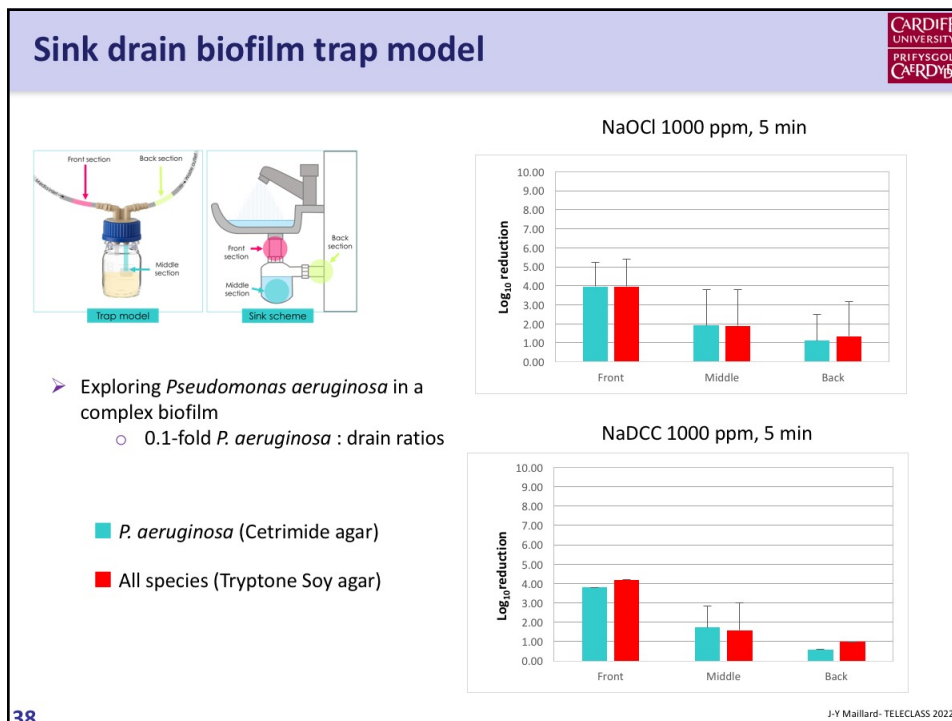 Sink drain biofilm trap model
CARDIFF
UNIVERSITY
PRIFYSGOL
CAERDYDD
Front section
Back section
Middle
section
Trap model
Front
section
Back
section
Middle
section
Sink scheme
➤ Exploring Pseudomonas aeruginosa in a
complex biofilm
○ 0.1-fold P. aeruginosa : drain ratios
P. aeruginosa (Cetrimide agar)
All species (Tryptone Soy agar)
NaOCl 1000 ppm, 5 min
Log₁₀ reduction
10.00
9.00
8.00
7.00
6.00
5.00
4.00
3.00
2.00
1.00
0.00
Front Middle Back
NaDCC 1000 ppm, 5 min
Log₁₀reduction
10.00
9.00
8.00
7.00
6.00
5.00
4.00
3.00
2.00
1.00
0.00
Front Middle Back
38
J-Y Maillard- TELECLASS 2022